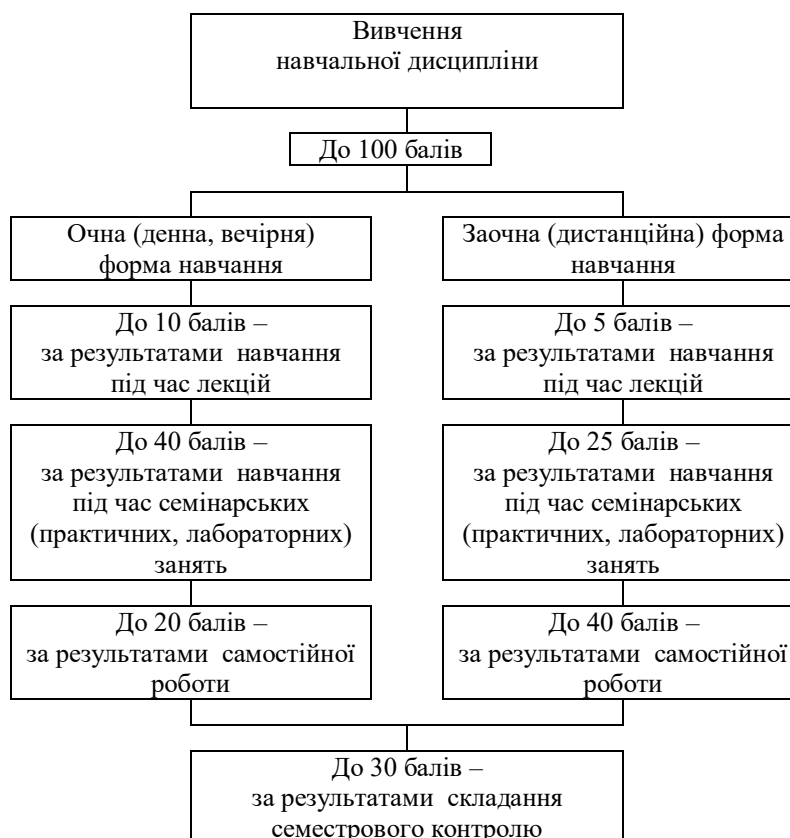 Вивчення
навчальної дисципліни
До 100 балів
Очна (денна, вечірня)
форма навчання
Заочна (дистанційна) форма
навчання
До 10 балів –
за результатами навчання
під час лекцій
До 5 балів –
за результатами навчання
під час лекцій
До 40 балів –
за результатами навчання
під час семінарських
(практичних, лабораторних)
занять
До 25 балів –
за результатами навчання
під час семінарських
(практичних, лабораторних)
занять
До 20 балів –
за результатами самостійної
роботи
До 40 балів –
за результатами самостійної
роботи
До 30 балів –
за результатами складання
семестрового контролю